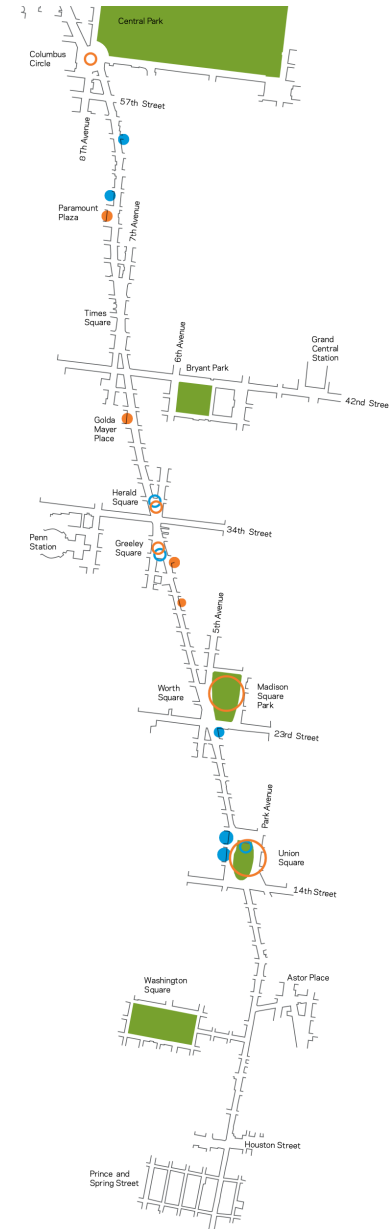 Central Park
Columbus
Circle
57th Street
8Th Avenue
Paramount
Plaza
7th Avenue
Times
Square
6th Avenue
Grand
Central
Station
Bryant Park
42nd Stree
Golda
Mayer
Place
Herald
Square
34th Street
Penn
Station
Greeley
Square
5th Avenue
Worth
Square
Madison
Square
Park
23rd Street
Park Avenue
Union
Square
14th Street
Washington
Square
Astor Place
Houston Street
Prince and
Spring Street